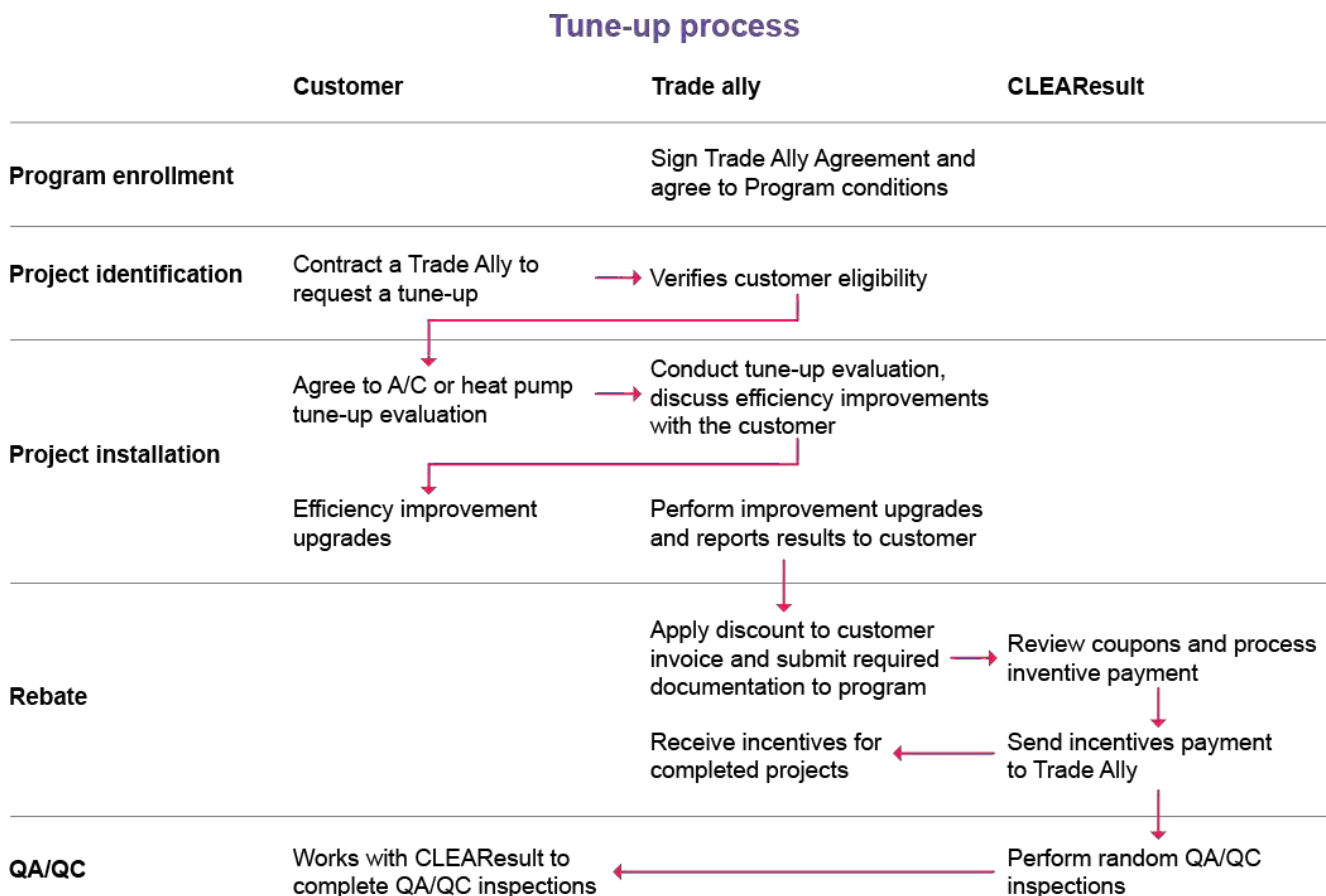 Tune-up process
Customer
Trade ally
CLEAResult
Program enrollment
Sign Trade Ally Agreement and
agree to Program conditions
Project identification
Contract a Trade Ally to
request a tune-up
Verifies customer eligibility
Project installation
Agree to A/C or heat pump
tune-up evaluation
Conduct tune-up evaluation,
discuss efficiency improvements
with the customer
Efficiency improvement
upgrades
Perform improvement upgrades
and reports results to customer
Rebate
Apply discount to customer
invoice and submit required
documentation to program
Review coupons and process
inventive payment
Receive incentives for
completed projects
Send incentives payment
to Trade Ally
QA/QC
Works with CLEAResult to
complete QA/QC inspections
Perform random QA/QC
inspections